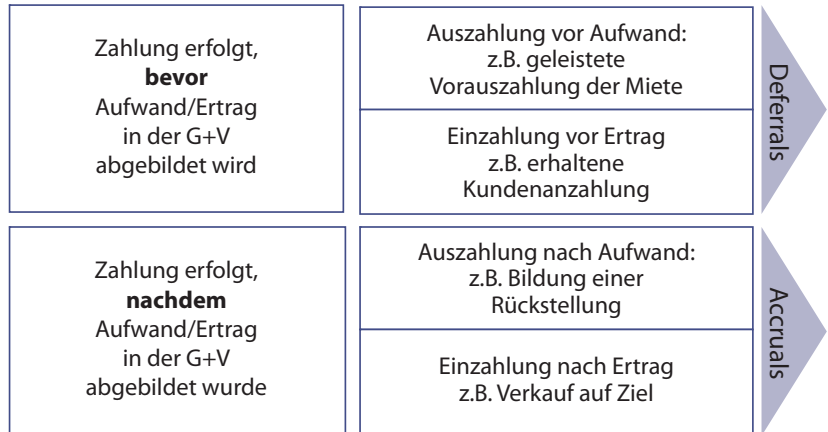 Zahlung erfolgt,
bevor
Aufwand/Ertrag
in der G+V
abgebildet wird
Auszahlung vor Aufwand:
z.B. geleistete
Vorauszahlung der Miete
Einzahlung vor Ertrag
z.B. erhaltene
Kundenanzahlung
Deferrals
Zahlung erfolgt,
nachdem
Aufwand/Ertrag
in der G+V
abgebildet wurde
Auszahlung nach Aufwand:
z.B. Bildung einer
Rückstellung
Einzahlung nach Ertrag
z.B. Verkauf auf Ziel
Accruals